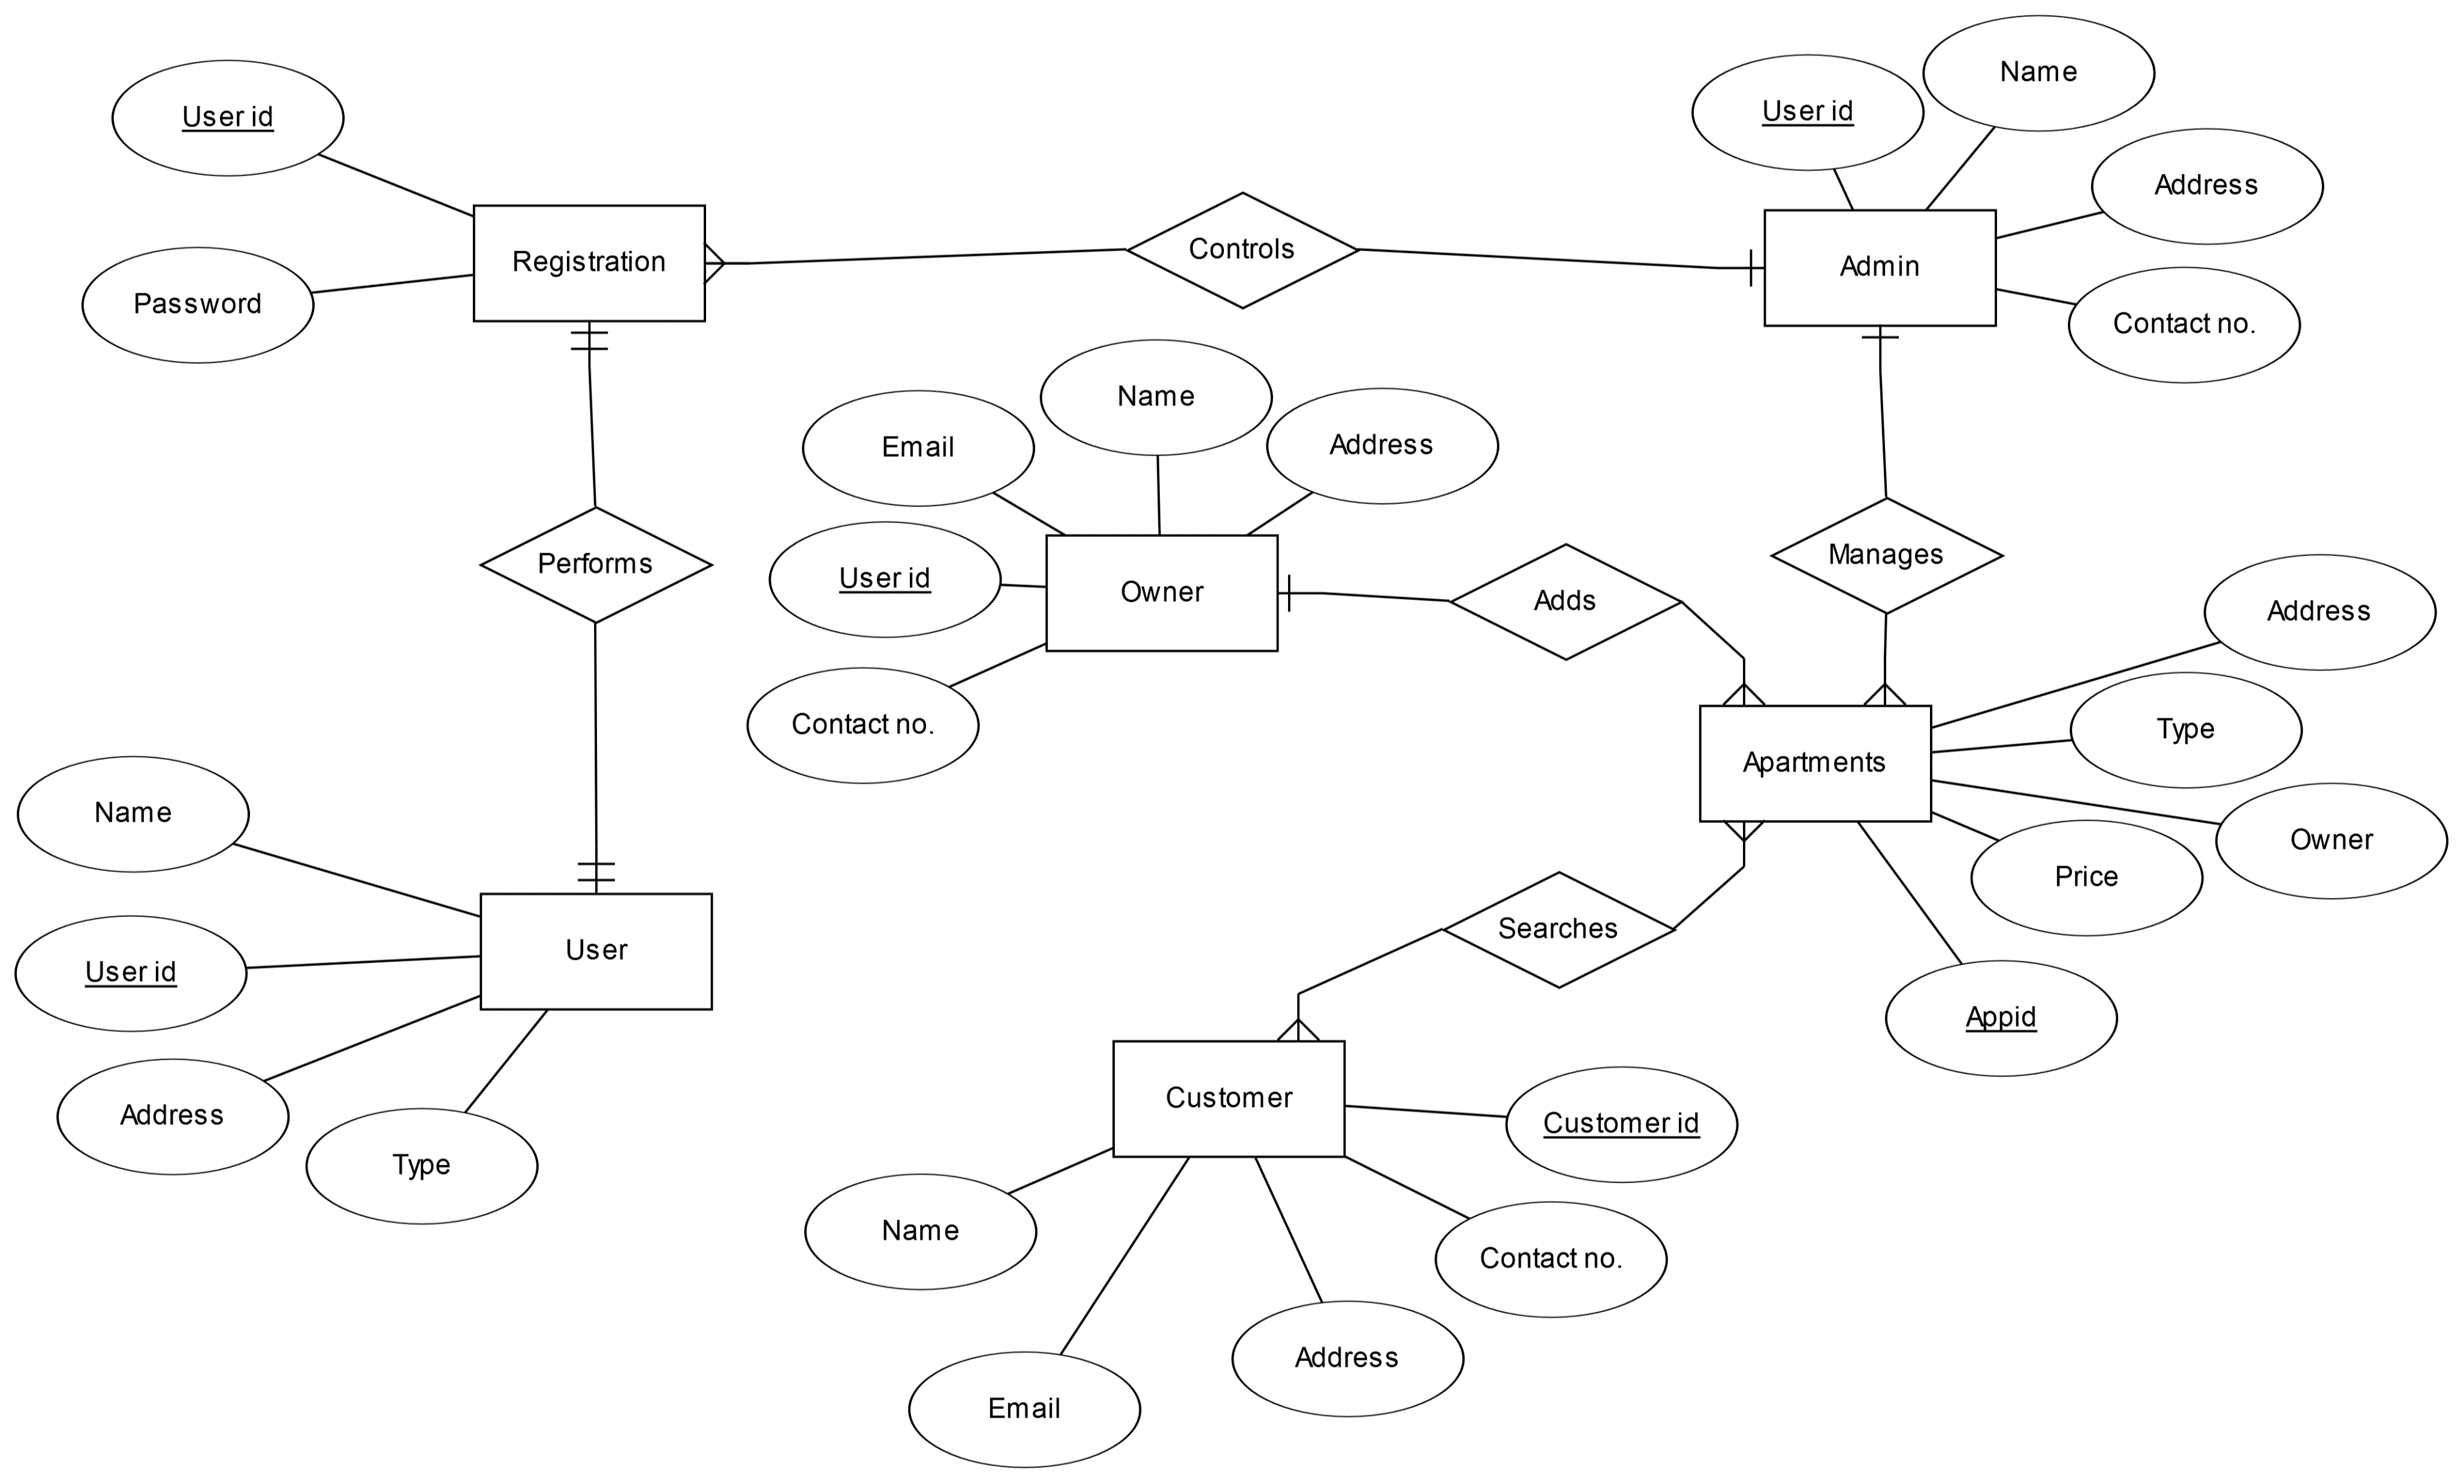 Name
User id
User id
Address
Registration
Controls
Admin
Password
Contact no.
Name
Email
Address
Performs
Manages
User id
Owner
Adds
Address
Contact no.
Type
Apartments
Name
Owner
Price
User
Searches
User id
Appid
Address
Customer
Customer id
Type
Name
Contact no.
Address
Email